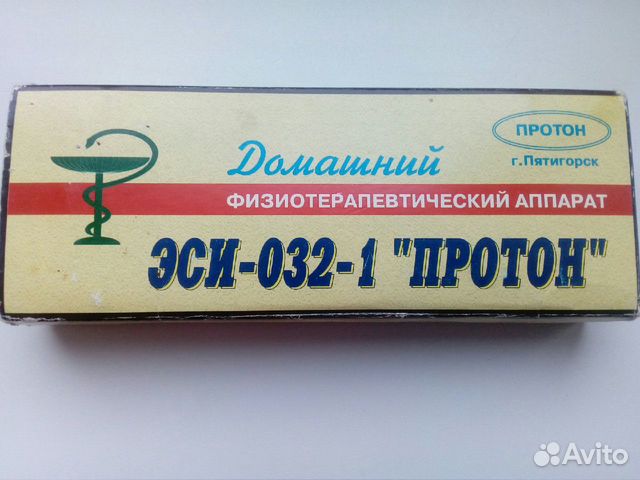 ПРОТОН
г. Пятигорск
Домашний
ФИЗИОТЕРАПЕВТИЧЕСКИЙ АППАРАТ
ЭСИ-032-1 "ПРОТОН"
Avito